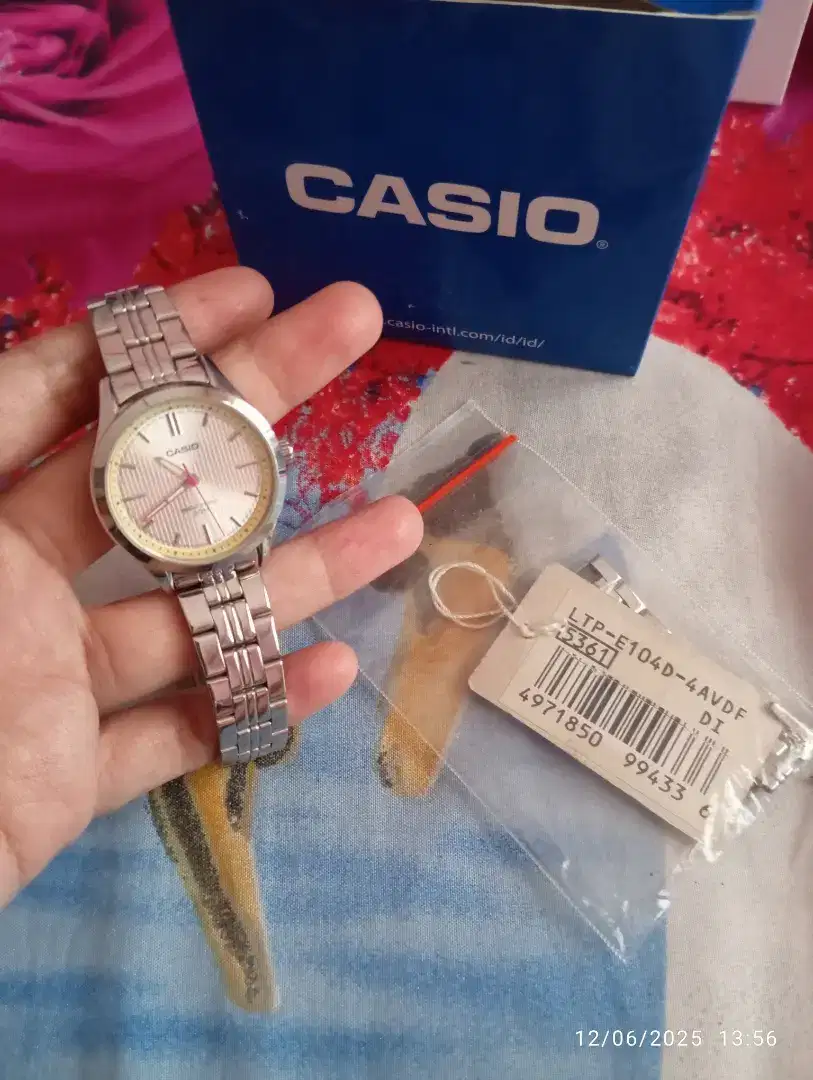 CASIO®
.casio-intl.com/id/id/
CASIO
LTP-E104D-4AVDF
5361
DI
4971850 99433 6
12/06/2025 13:56